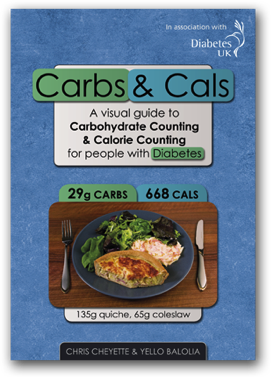 In association with
Diabetes
UK
Carbs & Cals
A visual guide to
Carbohydrate Counting
& Calorie Counting
for people with Diabetes
29g CARBS 668 CALS
135g quiche, 65g coleslaw
CHRIS CHEYETTE & YELLO BALOLIA